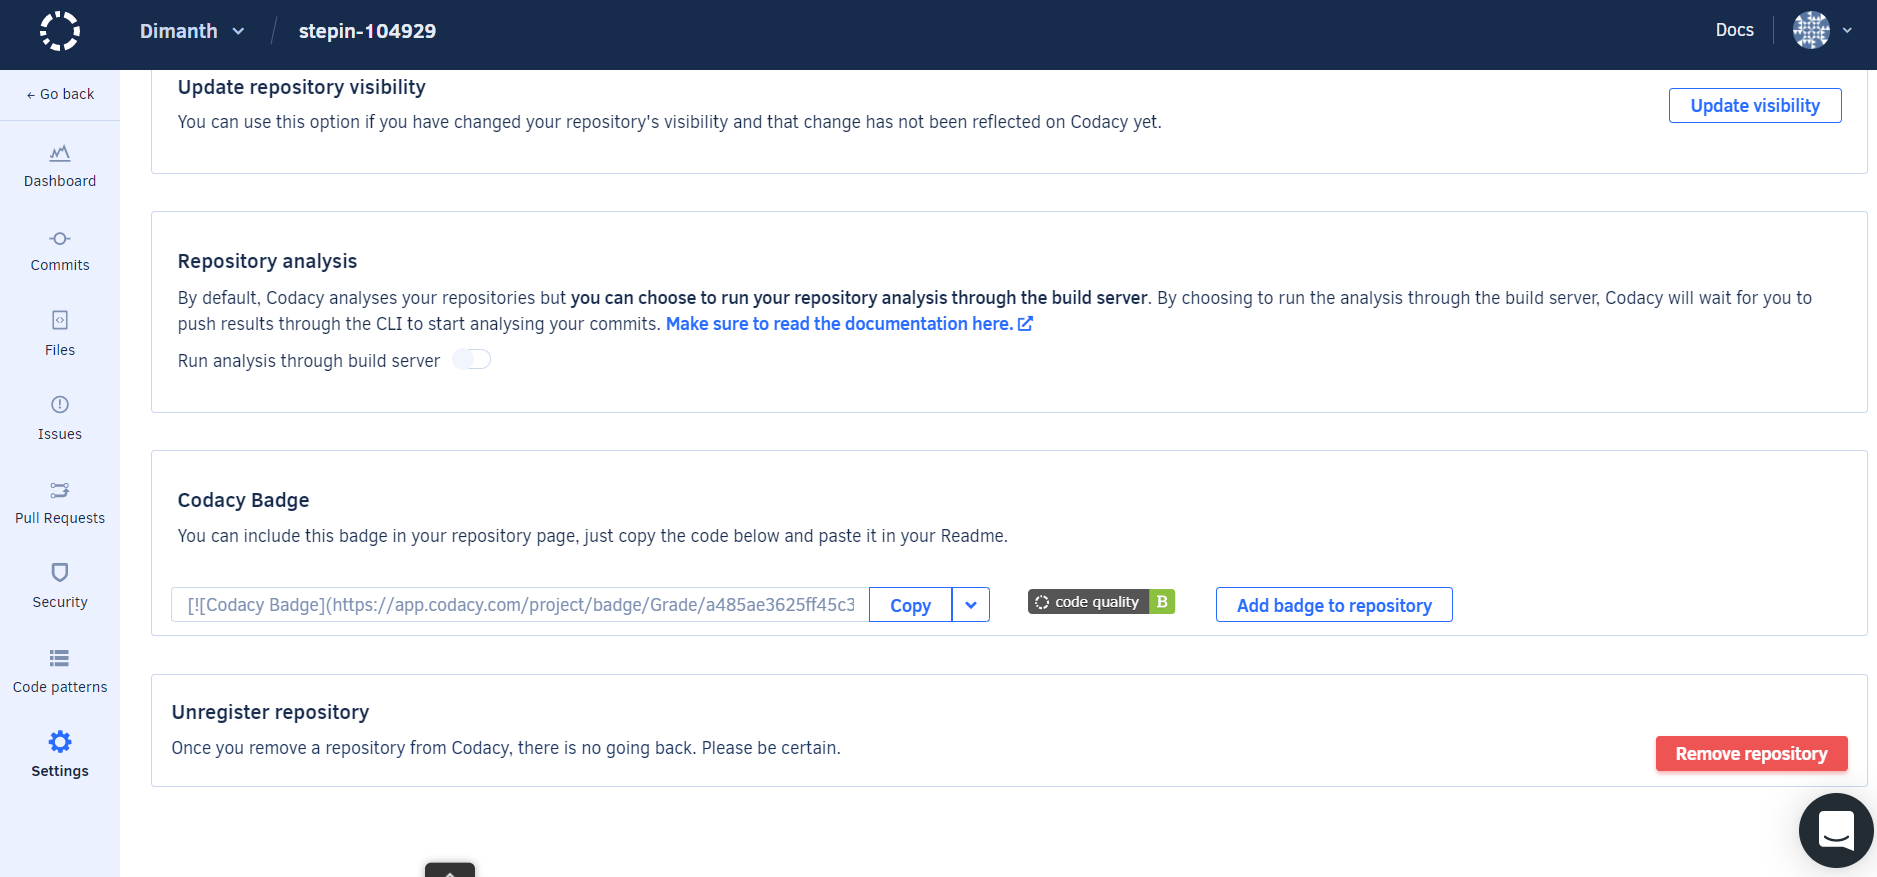 Dimanth
stepin-104929
Docs
← Go back
Dashboard
Commits
Files
Issues
Pull Requests
Security
Code patterns
Settings
Update repository visibility
You can use this option if you have changed your repository's visibility and that change has not been reflected on Codacy yet.
Update visibility
Repository analysis
By default, Codacy analyses your repositories but you can choose to run your repository analysis through the build server. By choosing to run the analysis through the build server, Codacy will wait for you to
push results through the CLI to start analysing your commits. Make sure to read the documentation here.
Run analysis through build server
Codacy Badge
You can include this badge in your repository page, just copy the code below and paste it in your Readme.
[![Codacy Badge](https://app.codacy.com/project/badge/Grade/a485ae3625ff45c3
Copy
code quality B
Add badge to repository
Unregister repository
Once you remove a repository from Codacy, there is no going back. Please be certain.
Remove repository